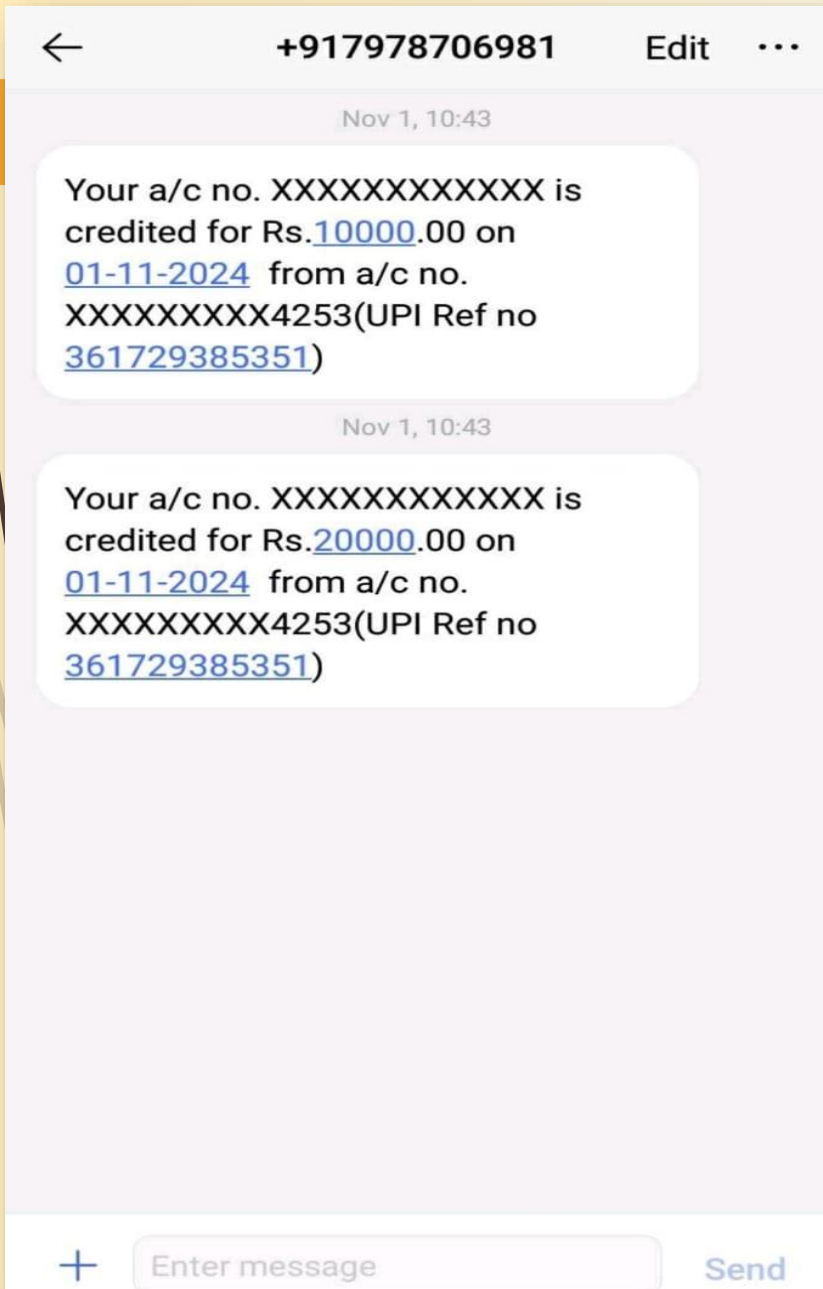 +917978706981 Edit ...
Nov 1, 10:43
Your a/c no. XXXXXXXXXXXX is
credited for Rs.10000.00 on
01-11-2024 from a/c no.
XXXXXXXXX4253(UPI Ref no
361729385351)
Nov 1, 10:43
Your a/c no. XXXXXXXXXXXX is
credited for Rs.20000.00 on
01-11-2024 from a/c no.
XXXXXXXXX4253(UPI Ref no
361729385351)
Enter message Send